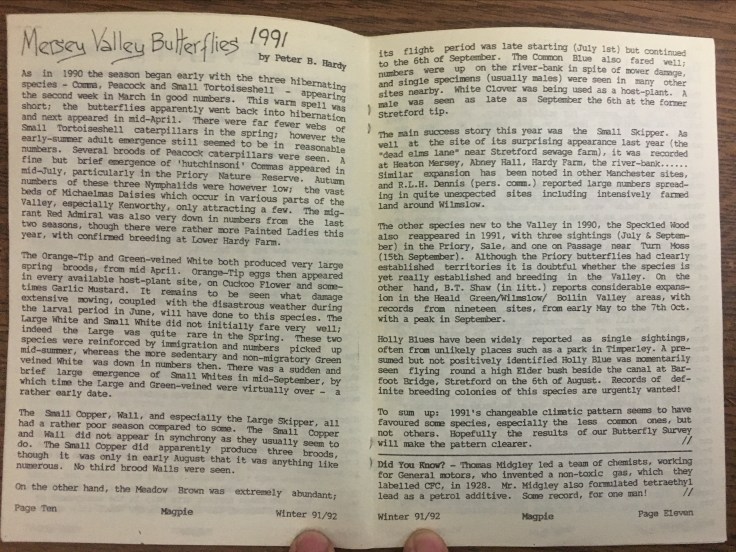 Mersey Valley Butterflies 1991
by Peter B. Hardy
As in 1990 the season began early with the three hibernating
species - Comma, Peacock and Small Tortoiseshell - appearing
the second week in March in good numbers. This warm spell was
short; the butterflies apparently went back into hibernation
and next appeared in mid-April. There were far fewer webs of
Small Tortoiseshell caterpillars in the spring; however the
early-summer adult emergence still seemed to be in reasonable
numbers. Several broods of Peacock caterpillars were seen. A
fine but brief emergence of 'hutchinsoni' Commas appeared in
mid-July, particularly in the Priory Nature Reserve. Autumn
numbers of these three Nymphalids were however low; the vast
beds of Michaelmas Daisies which occur in various parts of the
Valley, especially Kenworthy, only attracting a few. The mig-
rant Red Admiral was also very down in numbers from the last
two seasons, though there were rather more Painted Ladies this
year, with confirmed breeding at Lower Hardy Farm.
The Orange-Tip and Green-veined White both produced very large
spring broods, from mid April. Orange-Tip eggs then appeared
in every available host-plant site, on Cuckoo Flower and some-
times Garlic Mustard. It remains to be seen what damage
extensive mowing, coupled with the disastrous weather during
the larval period in June, will have done to this species. The
Large White and Small White did not initially fare very well;
indeed the Large was quite rare in the Spring. These two
species were reinforced by immigration and numbers picked up
mid-summer, whereas the more sedentary and non-migratory Green
veined White was down in numbers then. There was a sudden and
brief large emergence of Small Whites in mid-September, by
which time the Large and Green-veined were virtually over - a
rather early date.
The Small Copper, Wall, and especially the Large Skipper, all
had a rather poor season compared to some. The Small Copper
and Wall did not appear in synchrony as they usually seem to
do. The Small Copper did apparently produce three broods,
though it was only in early August that it was anything like
numerous. No third brood Walls were seen.
On the other hand, the Meadow Brown was extremely abundant;
Page Ten Magpie Winter 91/92
its flight period was late starting (July 1st) but continued
to the 6th of September. The Common Blue also fared well;
numbers were up on the river-bank in spite of mower damage,
and single specimens (usually males) were seen in many other
sites nearby. White Clover was being used as a host-plant. A
male was seen as late as September the 6th at the former
Stretford tip.
The main success story this year was the Small Skipper. As
well at the site of its surprising appearance last year (the
"dead elms lane" near Stretford sewage farm), it was recorded
at Heaton Mersey, Abney Hall, Hardy Farm, the river-bank......
Similar expansion has been noted in other Manchester sites,
and R.L.H. Dennis (pers. comm.) reported large numbers spread-
ing in quite unexpected sites including intensively farmed
land around Wilmslow.
The other species new to the Valley in 1990, the Speckled Wood
also reappeared in 1991, with three sightings (July & Septem-
ber) in the Priory, Sale, and one on Passage near Turn Moss
(15th September). Although the Priory butterflies had clearly
established territories it is doubtful whether the species is
yet really established and breeding in the Valley. On the
other hand, B.T. Shaw (in litt.) reports considerable expans-
ion in the Heald Green/Wilmslow/ Bollin Valley areas, with
records from nineteen sites, from early May to the 7th Oct.
with a peak in September.
Holly Blues have been widely reported as single sightings,
often from unlikely places such as a park in Timperley. A pre-
sumed but not positively identified Holly Blue was momentarily
seen flying round a high Elder bush beside the canal at Bar-
foot Bridge, Stretford on the 6th of August. Records of def-
inite breeding colonies of this species are urgently wanted!
To sum up: 1991's changeable climatic pattern seems to have
favoured some species, especially the less common ones, but
not others. Hopefully the results of our Butterfly Survey
will make the pattern clearer. //
Did You Know? - Thomas Midgley led a team of chemists, working
for General motors, who invented a non-toxic gas, which they
labelled CFC, in 1928. Mr. Midgley also formulated tetraethyl
lead as a petrol additive. Some record, for one man! //
Winter 91/92 Magpie Page Eleven